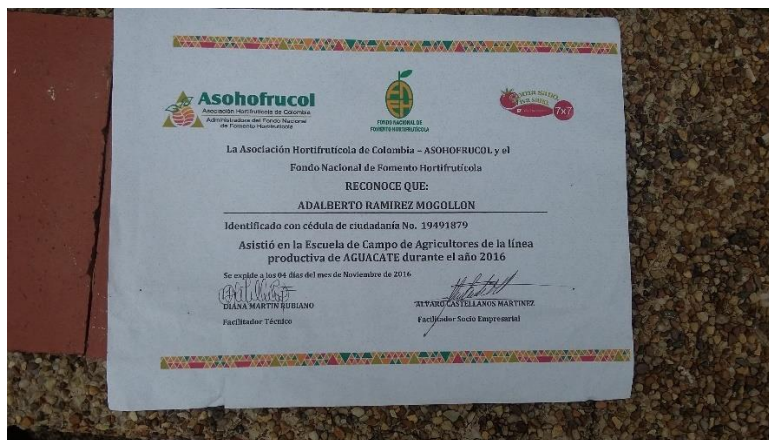 Asohofrucol
Asociación Hortifrutícola de Colombia
Administradora del Fondo Nacional
de Fomento Hortifrutícola
FONDO NACIONAL DE
FOMENTO HORTIFRUTÍCOLA
7x7
La Asociación Hortifrutícola de Colombia – ASOHOFRUCOL y el
Fondo Nacional de Fomento Hortifrutícola
RECONOCE QUE:
ADALBERTO RAMIREZ MOGOLLON
Identificado con cédula de ciudadanía No. 19491879
Asistió en la Escuela de Campo de Agricultores de la línea
productiva de AGUACATE durante el año 2016
Se expide a los 04 días del mes de Noviembre de 2016
DIANA MARTIN RUBIANO
ALVARO CASTELLANOS MARTINEZ
Facilitador Técnico
Facilitador Socio Empresarial